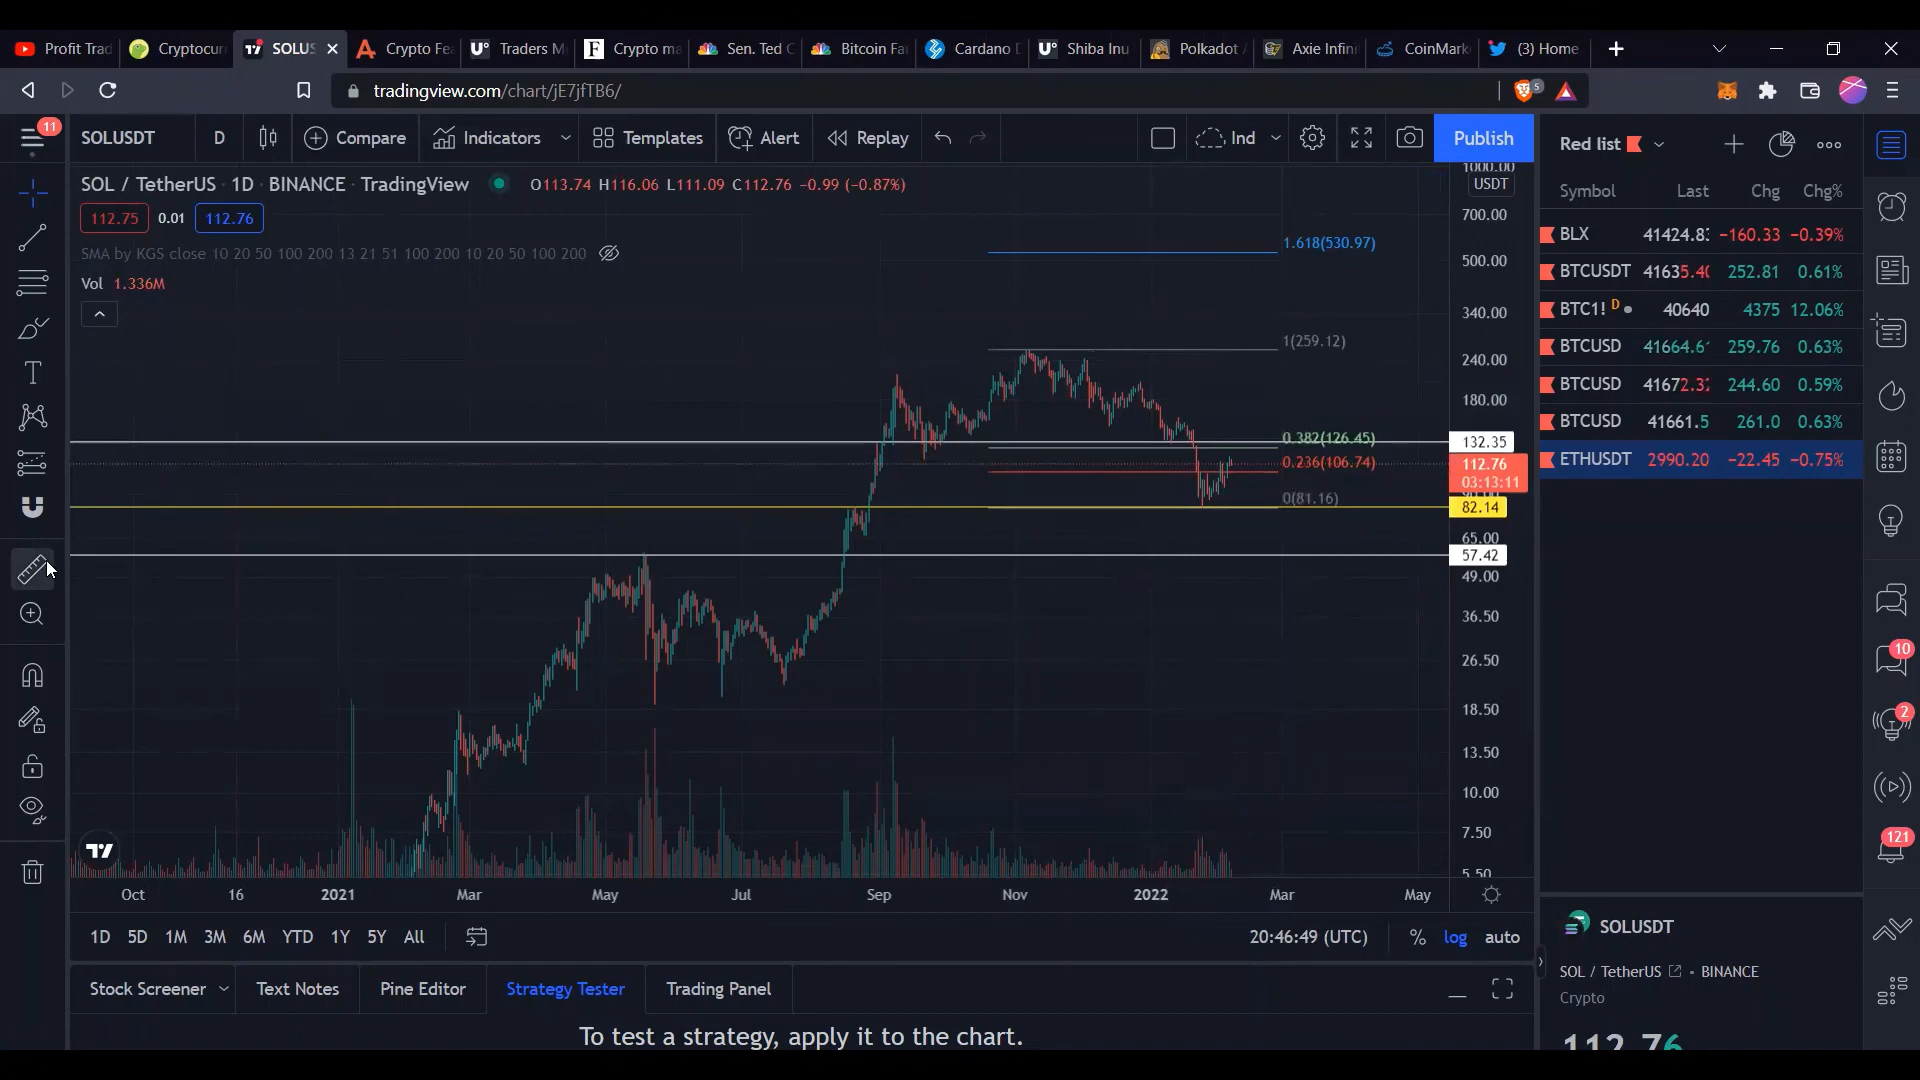 Profit Trad Cryptocur SOLUS Crypto Fea Traders M Crypto ma Sen. Ted C Bitcoin Fa Cardano Shiba Inu Polkadot Axie Infini CoinMark (3) Home
tradingview.com/chart/jE7jfTB6/ 5
11 SOLUSDT D Compare Indicators Templates Alert Replay Ind Publish
Red list
SOL / TetherUS · 1D · BINANCE · TradingView O113.74 H116.06 L111.09 C112.76 -0.99 (-0.87%)
112.75 0.01 112.76
SMA by KGS close 10 20 50 100 200 13 21 51 100 200 10 20 50 100 200
Vol 1.336M
1.618(530.97)
1(259.12)
0.382(126.45)
0.236(106.74)
0(81.16)
1000.00
USDT
700.00
500.00
340.00
240.00
180.00
132.35
112.76
03:13:11
82.14
65.00
57.42
49.00
36.50
26.50
18.50
13.50
10.00
7.50
5.50
Oct 16 2021 Mar May Jul Sep Nov 2022 Mar May
1D 5D 1M 3M 6M YTD 1Y 5Y All 20:46:49 (UTC) % log auto
Stock Screener Text Notes Pine Editor Strategy Tester Trading Panel
To test a strategy, apply it to the chart.
Symbol Last Chg Chg%
BLX 41424.8 -160.33 -0.39%
BTCUSDT 41635.4 252.81 0.61%
BTC1! D 40640 4375 12.06%
BTCUSD 41664.6 259.76 0.63%
BTCUSD 41672.3 244.60 0.59%
BTCUSD 41661.5 261.0 0.63%
ETHUSDT 2990.20 -22.45 -0.75%
10
2
121
SOLUSDT
SOL / TetherUS • BINANCE
Crypto
112.76